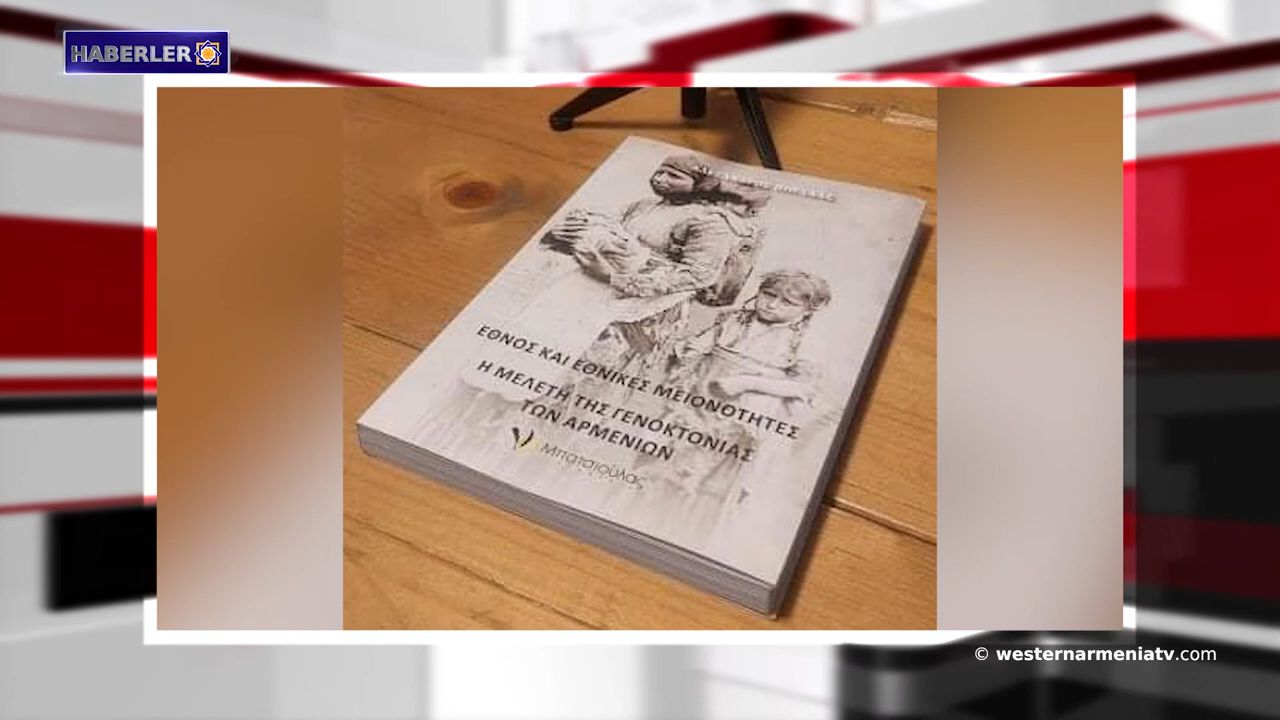 HABERLER
ΕΘΝΟΣ ΚΑΙ ΕΘΝΙΚΕΣ ΜΕΙΟΝΟΤΗΤΕΣ
Η ΜΕΛΕΤΗ ΤΗΣ ΓΕΝΟΚΤΟΝΙΑΣ
ΤΩΝ ΑΡΜΕΝΙΩΝ
Μπατσιούλας
© westernarmeniatv.com